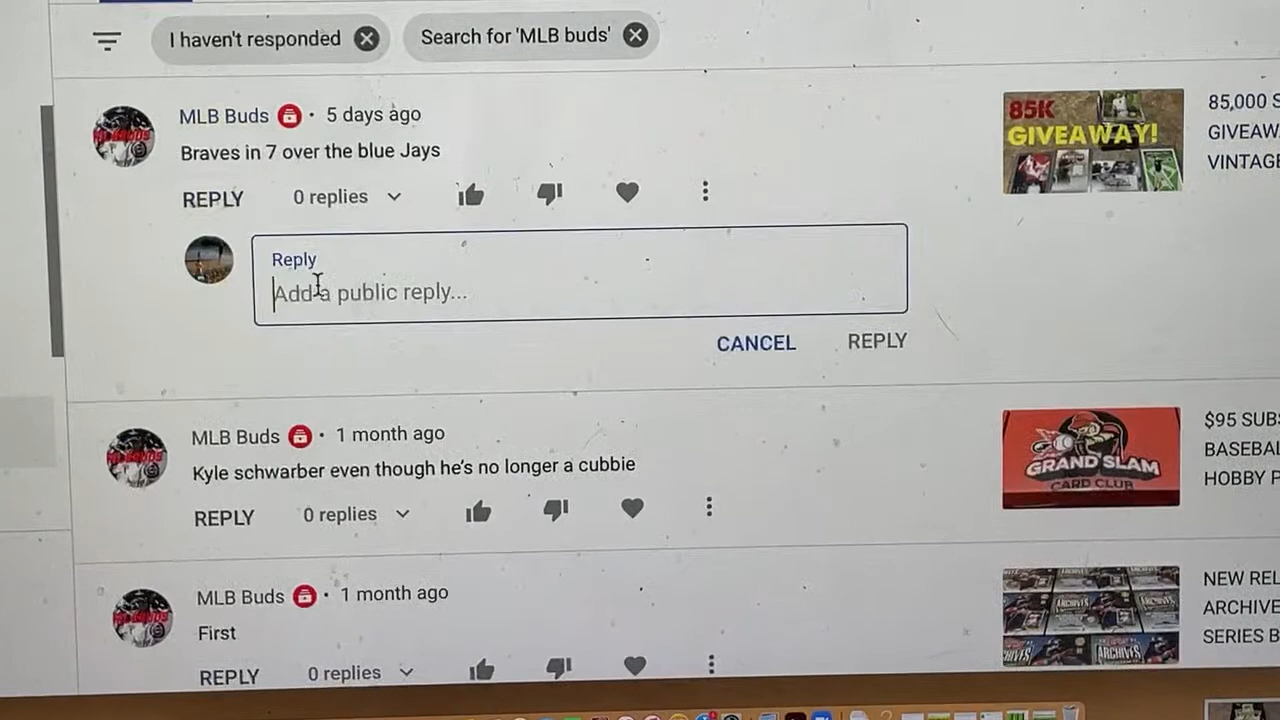 I haven't responded
Search for 'MLB buds'
MLB Buds • 5 days ago
Braves in 7 over the blue Jays
REPLY 0 replies
Reply
Add a public reply...
CANCEL REPLY
85K
GIVEAWAY!
85,000 S
GIVEAW
VINTAGE
MLB Buds • 1 month ago
Kyle schwarber even though he's no longer a cubbie
REPLY 0 replies
GRAND SLAM
CARD CLUB
$95 SUBS
BASEBAL
HOBBY P
MLB Buds • 1 month ago
First
REPLY 0 replies
ARCHIVES
NEW REL
ARCHIVE
SERIES B